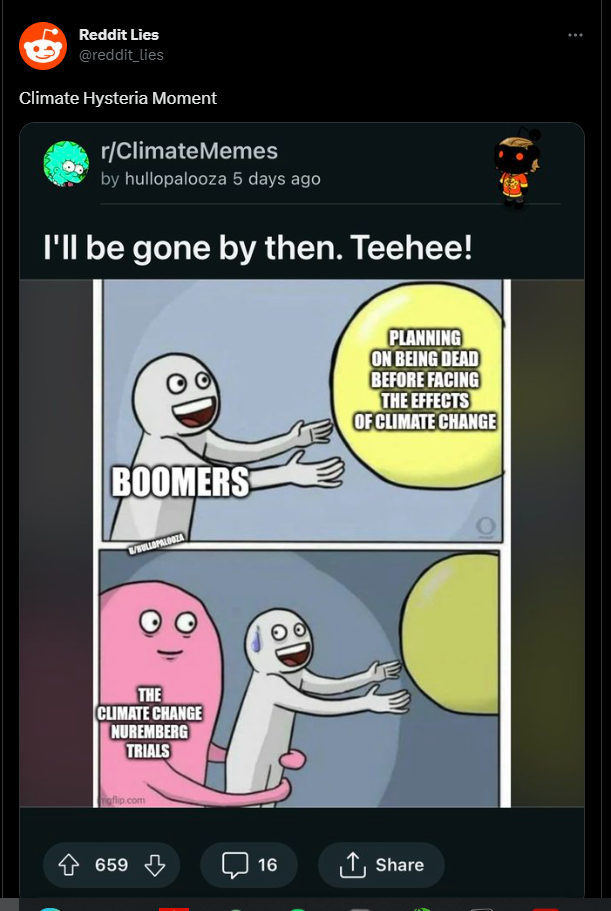 Reddit Lies
@reddit_lies
Climate Hysteria Moment
r/ClimateMemes
by hullopalooza 5 days ago
I'll be gone by then. Teehee!
PLANNING
ON BEING DEAD
BEFORE FACING
THE EFFECTS
OF CLIMATE CHANGE
BOOMERS
U/HULLOPALOOZA
THE
CLIMATE CHANGE
NUREMBERG
TRIALS
imgflip.com
659
16
Share